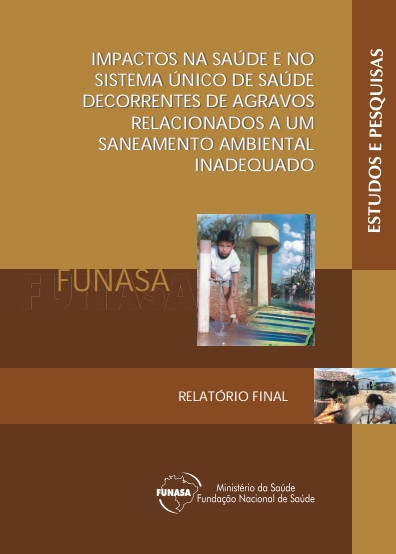 IMPACTOS NA SAÚDE E NO
SISTEMA ÚNICO DE SAÚDE
DECORRENTES DE AGRAVOS
RELACIONADOS A UM
SANEAMENTO AMBIENTAL
INADEQUADO
ESTUDOS E PESQUISAS
FUNASA
FUNASA
RELATÓRIO FINAL
FUNASA
Ministério da Saúde
Fundação Nacional de Saúde